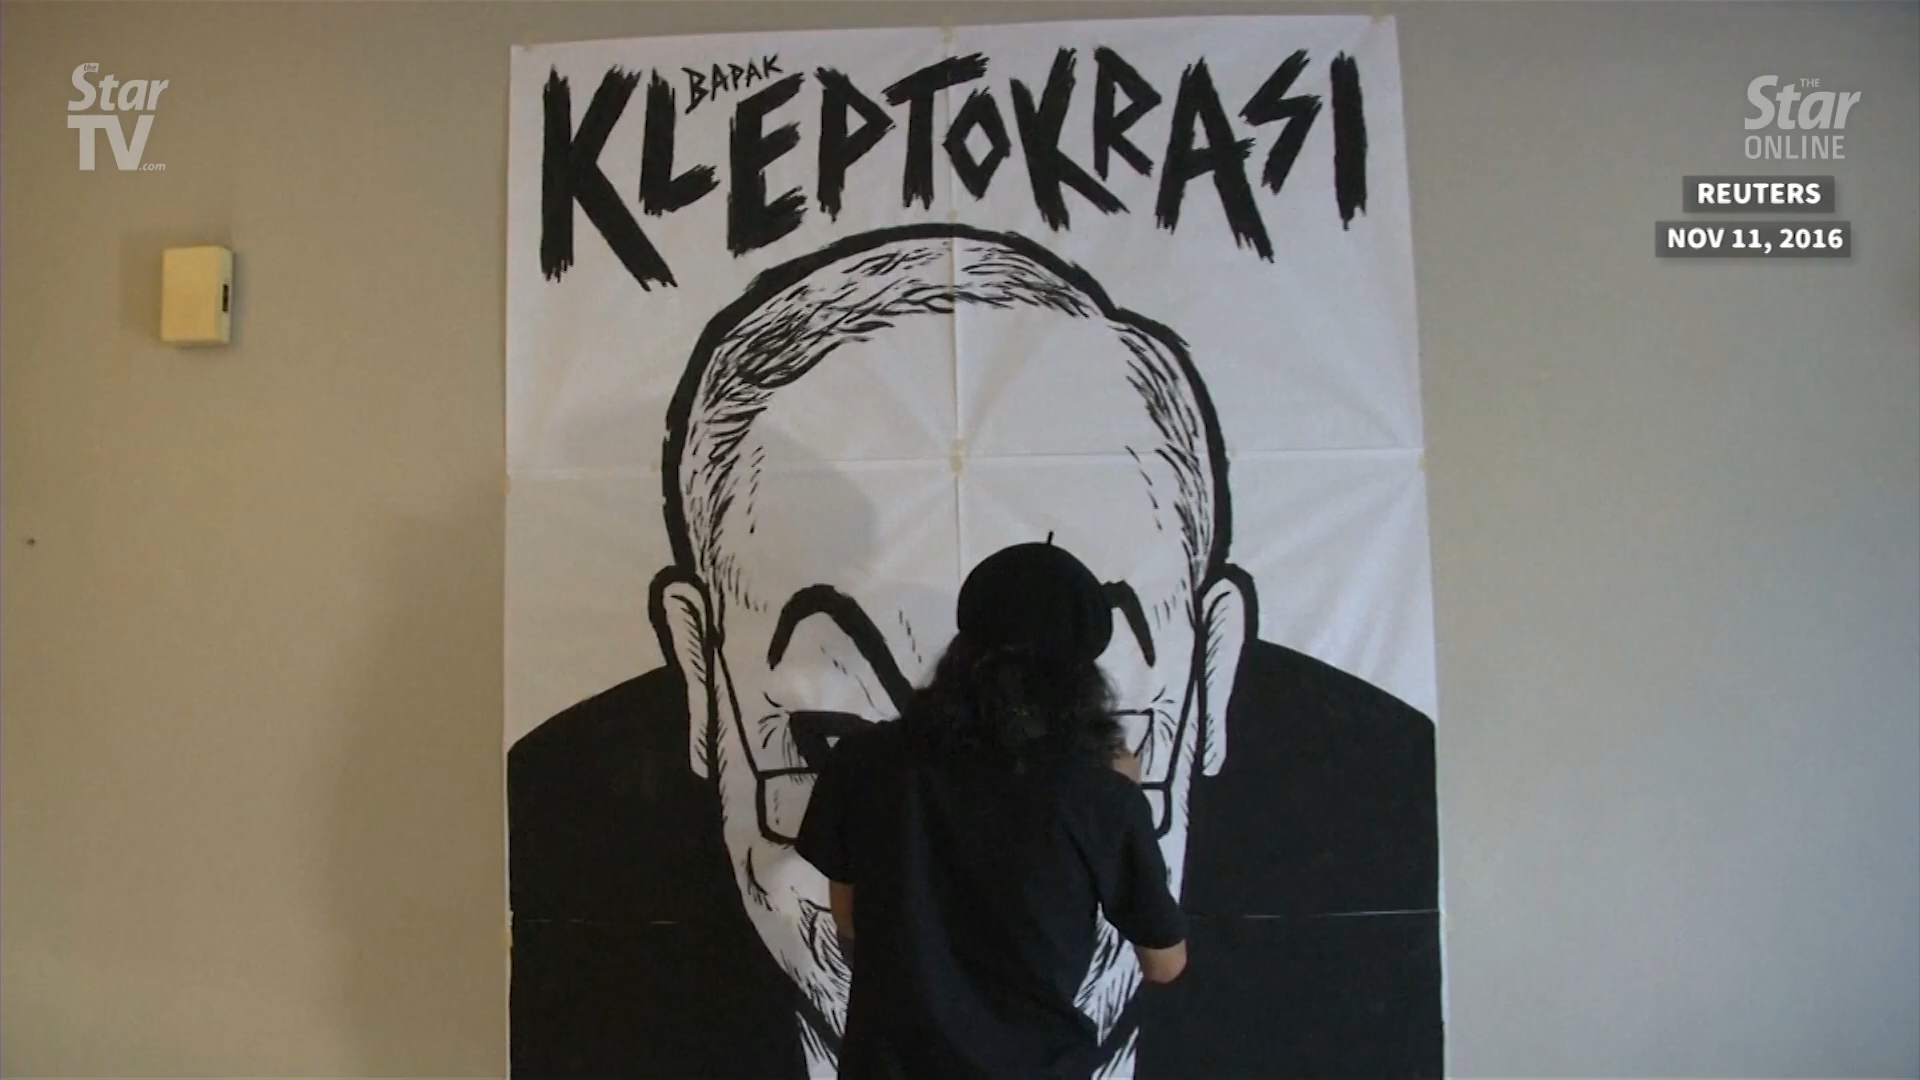 the
Star
TV.com
BAPAK
KLEPTOKRASI
THE
Star
ONLINE
REUTERS
NOV 11, 2016